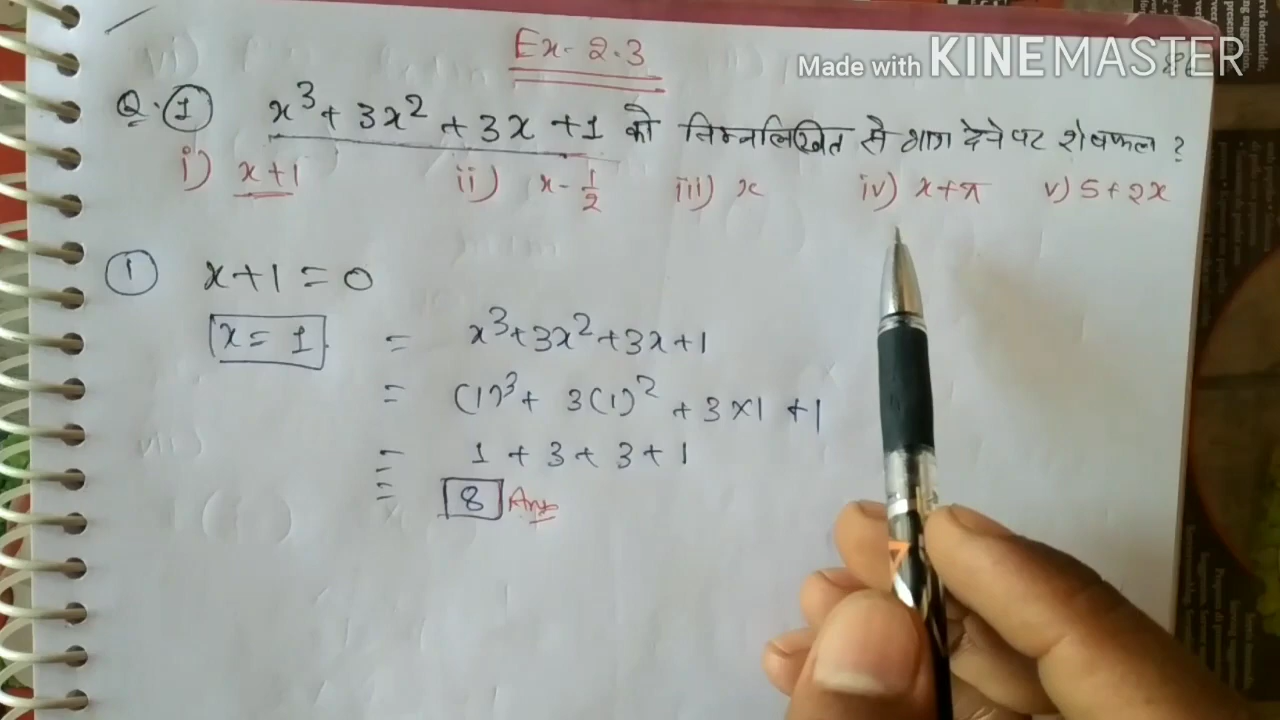 Made with KINEMASTER
Ex- 2.3
Q.1 x³ + 3x² + 3x + 1 को निम्नलिखित से भाग देने पर शेषफल ?
i) x+1 ii) x - 1/2 iii) x iv) x+π v) 5+2x
1 x+1 = 0
x = 1 = x³+3x²+3x+1
= (1)³ + 3(1)² + 3×1 + 1
= 1 + 3 + 3 + 1
= 8 Ans